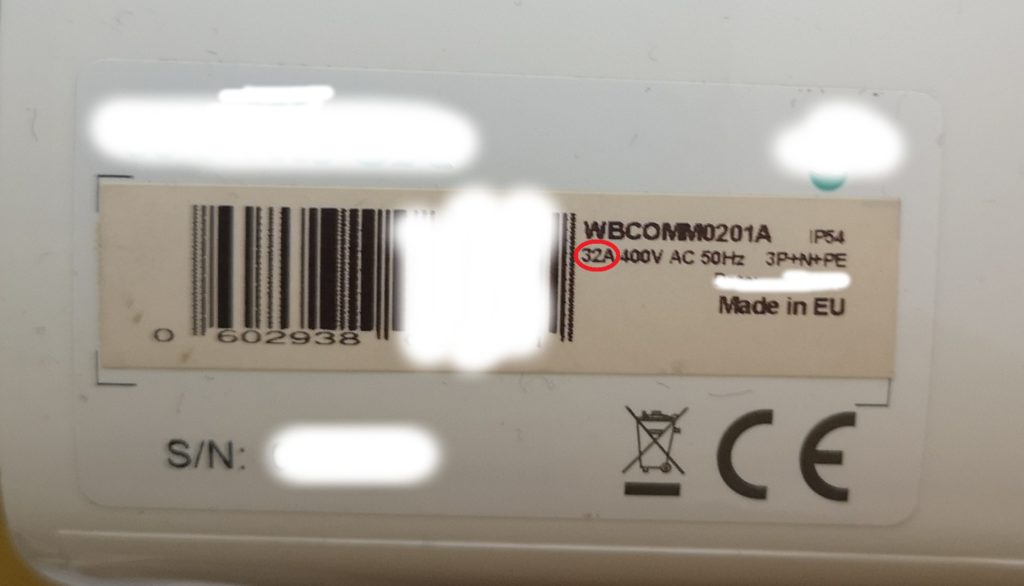 WBCOMM0201A IP54
32A 400V AC 50Hz 3P+N+PE
Made in EU
0 602938
S/N:
CE